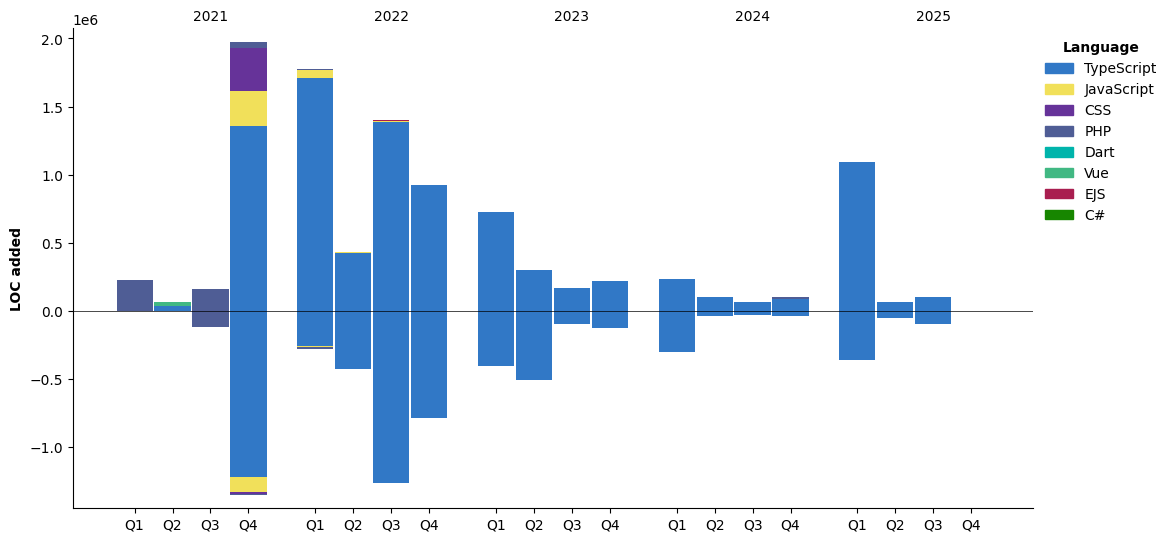 1e6
2021 2022 2023 2024 2025
2.0
1.5
1.0
0.5
0.0
−0.5
−1.0
LOC added
Q1 Q2 Q3 Q4 Q1 Q2 Q3 Q4 Q1 Q2 Q3 Q4 Q1 Q2 Q3 Q4 Q1 Q2 Q3 Q4
Language
TypeScript
JavaScript
CSS
PHP
Dart
Vue
EJS
C#